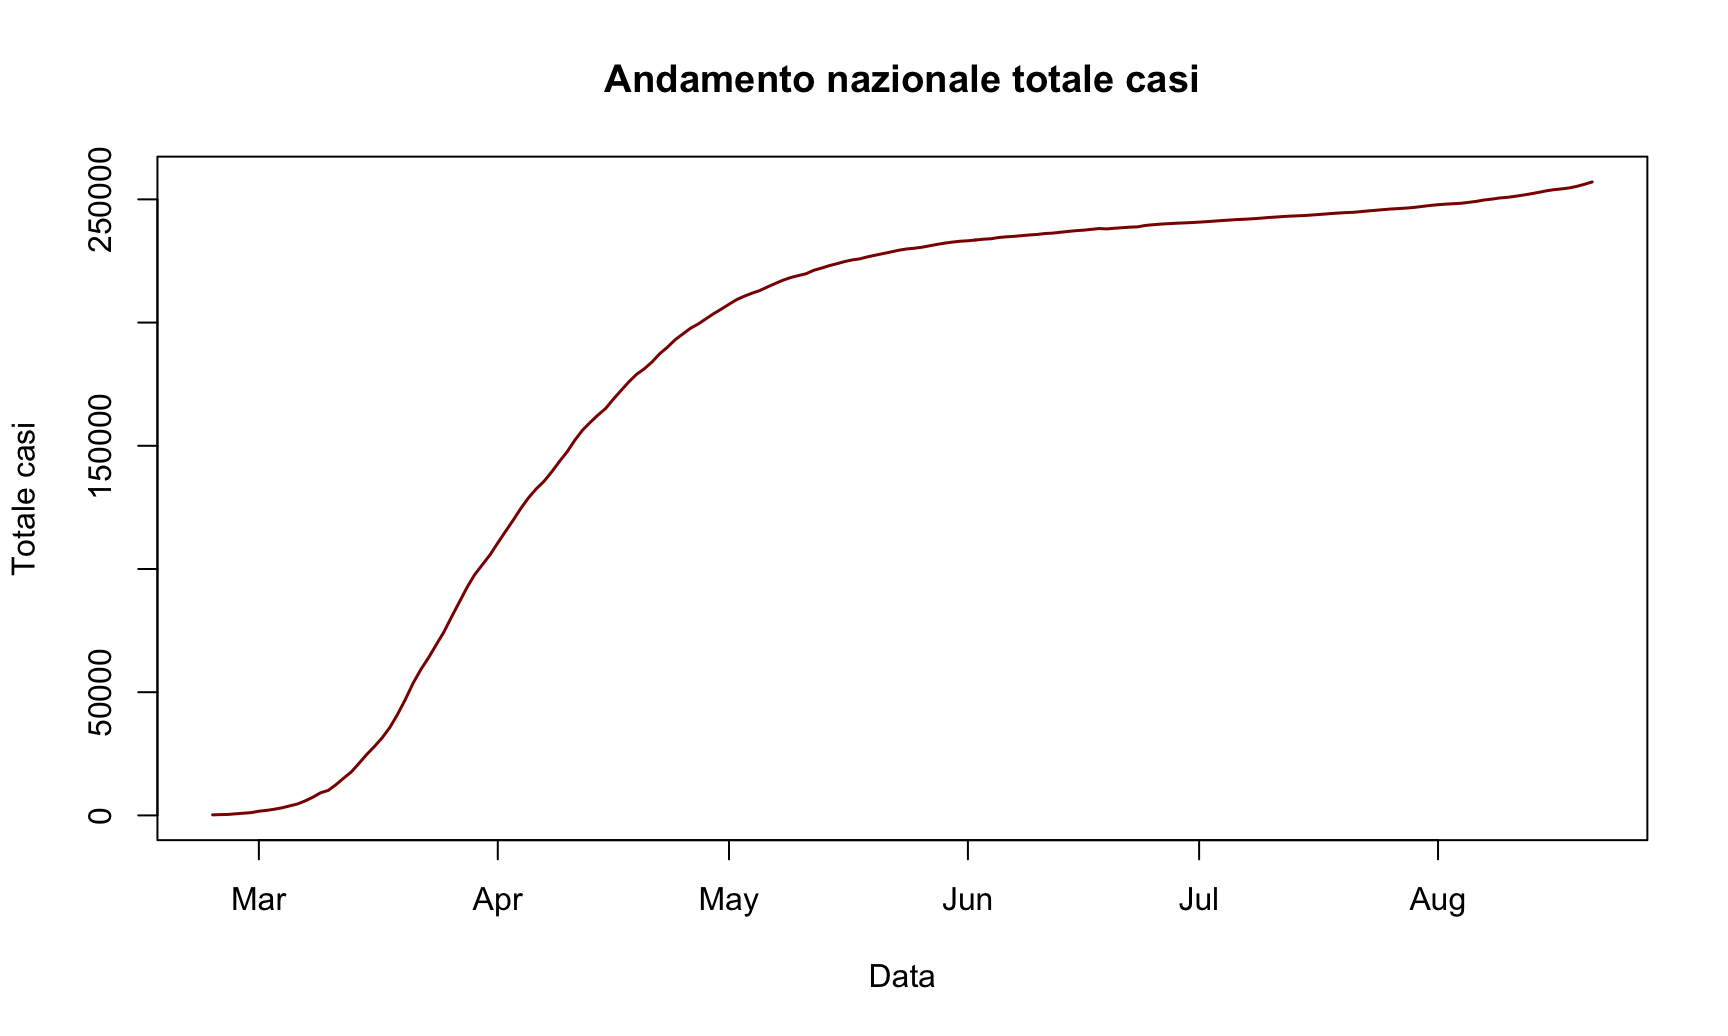 Andamento nazionale totale casi
Totale casi
250000
150000
50000
0
Mar Apr May Jun Jul Aug
Data